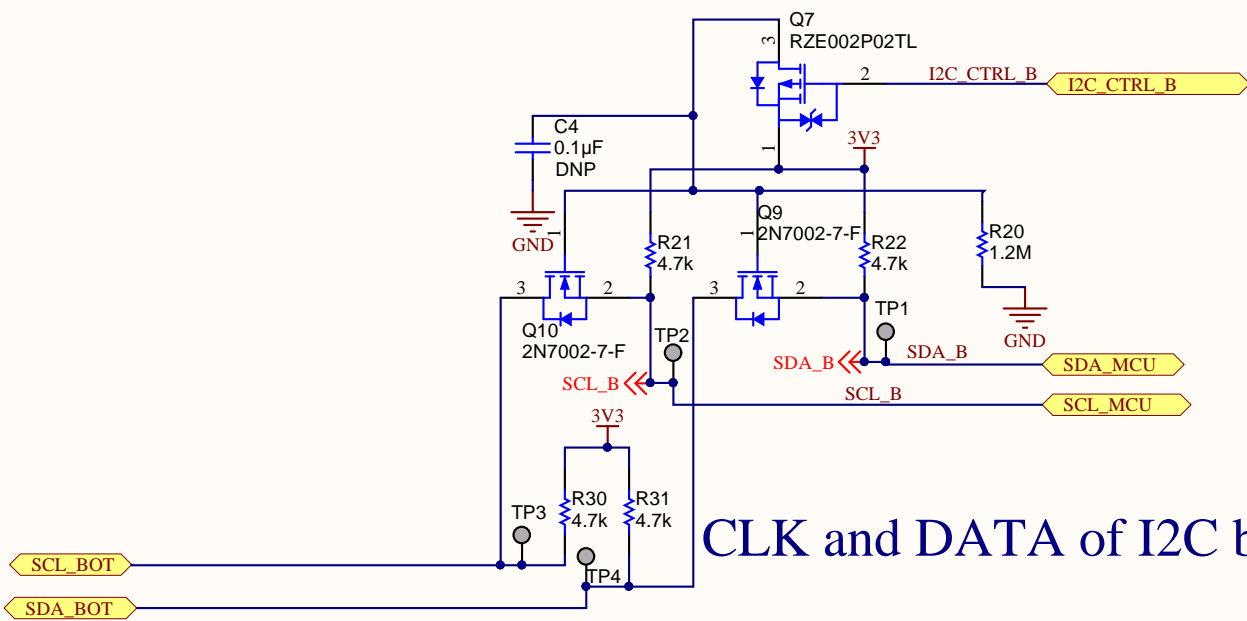 Q7
RZE002P02TL
3
2
I2C_CTRL_B
I2C_CTRL_B
C4
0.1µF
DNP
1
3V3
GND
1
R21
4.7k
Q9
2N7002-7-F
1
R22
4.7k
R20
1.2M
3
2
3
2
TP1
GND
Q10
2N7002-7-F
TP2
SDA_B
SDA_B
SDA_MCU
SCL_B
SCL_B
SCL_MCU
3V3
TP3
R30
4.7k
R31
4.7k
CLK and DATA of I2C b
SCL_BOT
TP4
SDA_BOT